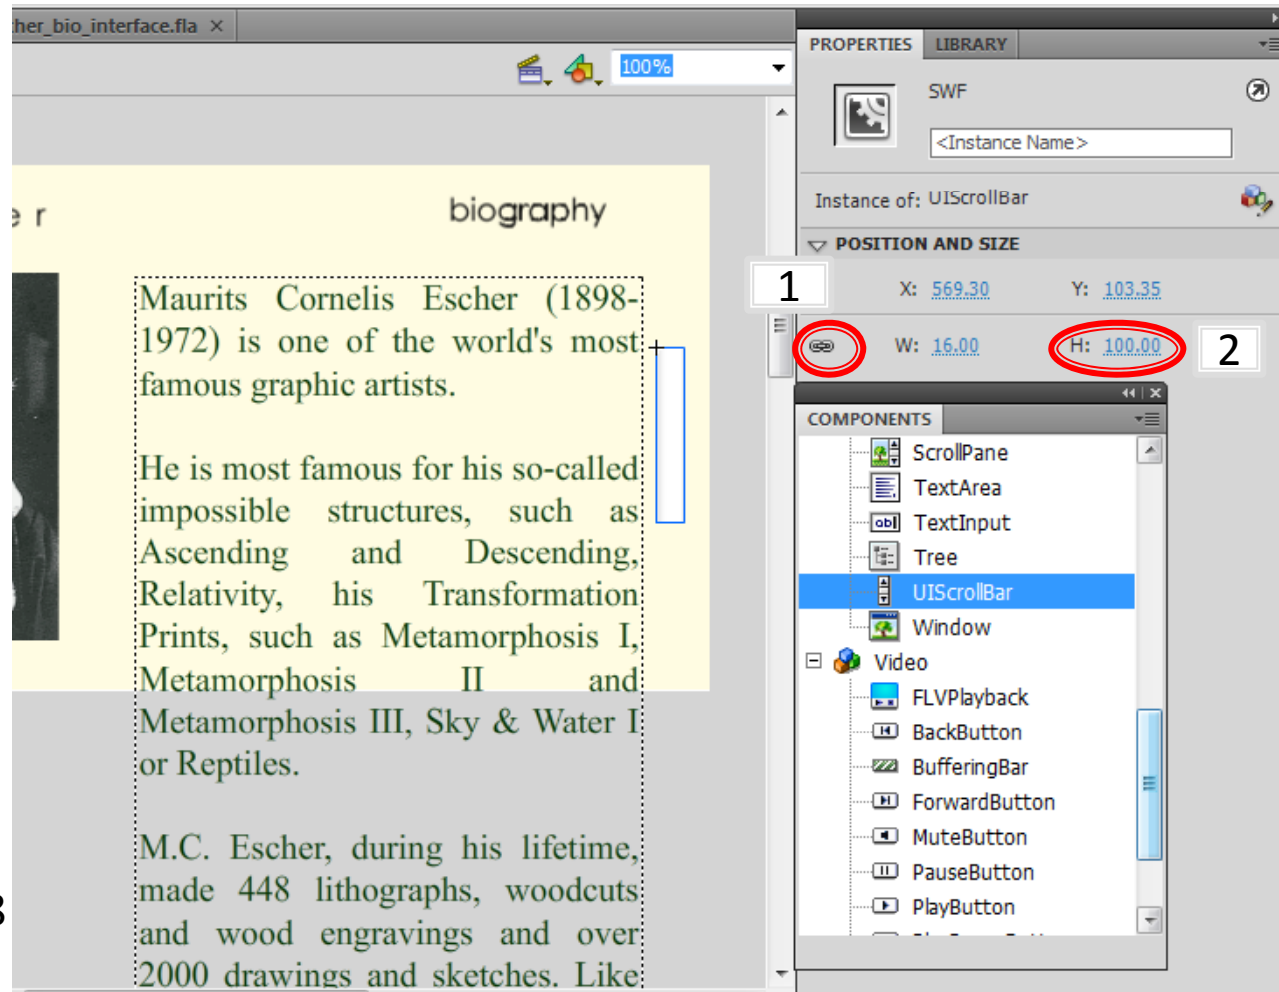 her_bio_interface.fla ×
100%
PROPERTIES LIBRARY
SWF
<Instance Name>
Instance of: UIScrollBar
POSITION AND SIZE
1
X: 569.30 Y: 103.35
W: 16.00 H: 100.00
2
e r
biography
Maurits Cornelis Escher (1898-
1972) is one of the world's most
famous graphic artists.
He is most famous for his so-called
impossible structures, such as
Ascending and Descending,
Relativity, his Transformation
Prints, such as Metamorphosis I,
Metamorphosis II and
Metamorphosis III, Sky & Water I
or Reptiles.
M.C. Escher, during his lifetime,
made 448 lithographs, woodcuts
and wood engravings and over
2000 drawings and sketches. Like
COMPONENTS
ScrollPane
TextArea
TextInput
Tree
UIScrollBar
Window
Video
FLVPlayback
BackButton
BufferingBar
ForwardButton
MuteButton
PauseButton
PlayButton